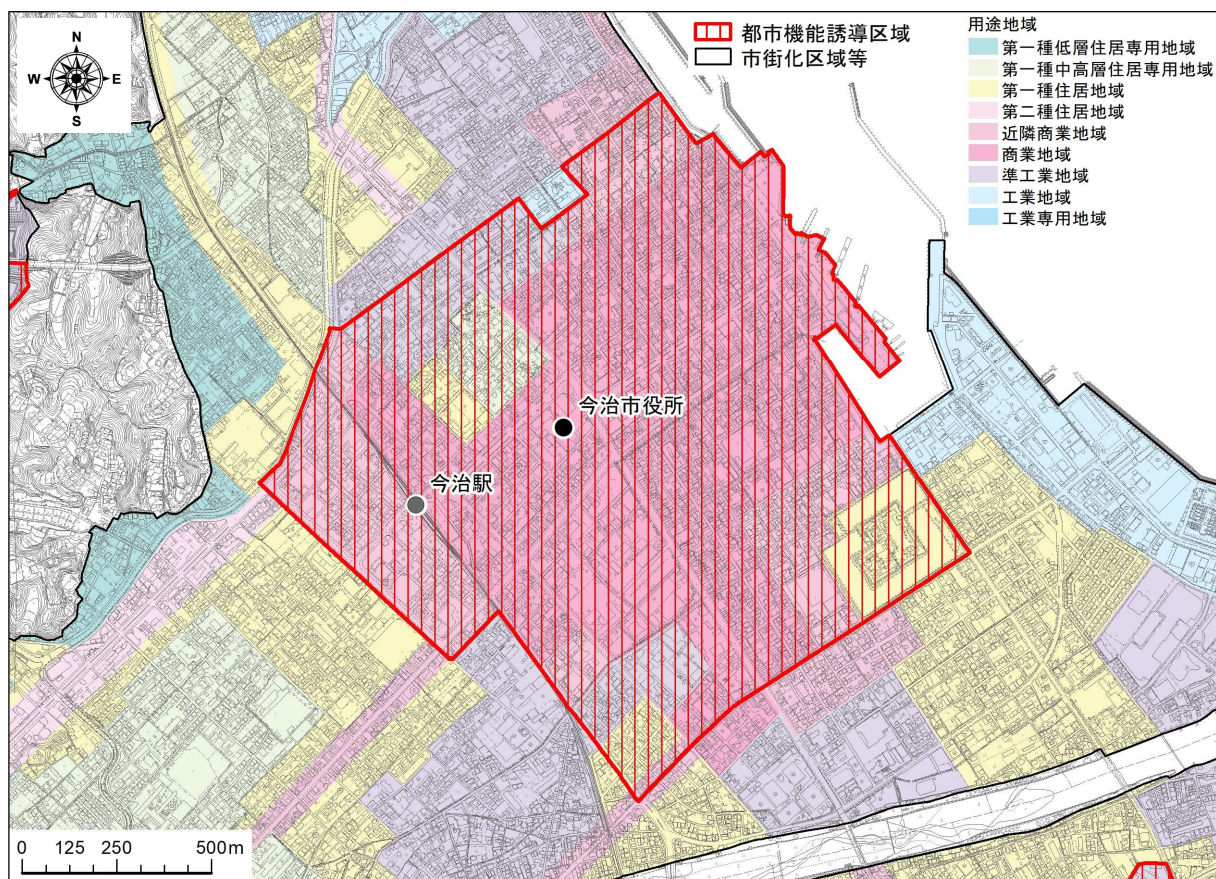 N
W E
S
都市機能誘導区域
市街化区域等
用途地域
第一種低層住居専用地域
第一種中高層住居専用地域
第一種住居地域
第二種住居地域
近隣商業地域
商業地域
準工業地域
工業地域
工業専用地域
今治市役所
今治駅
0 125 250 500m